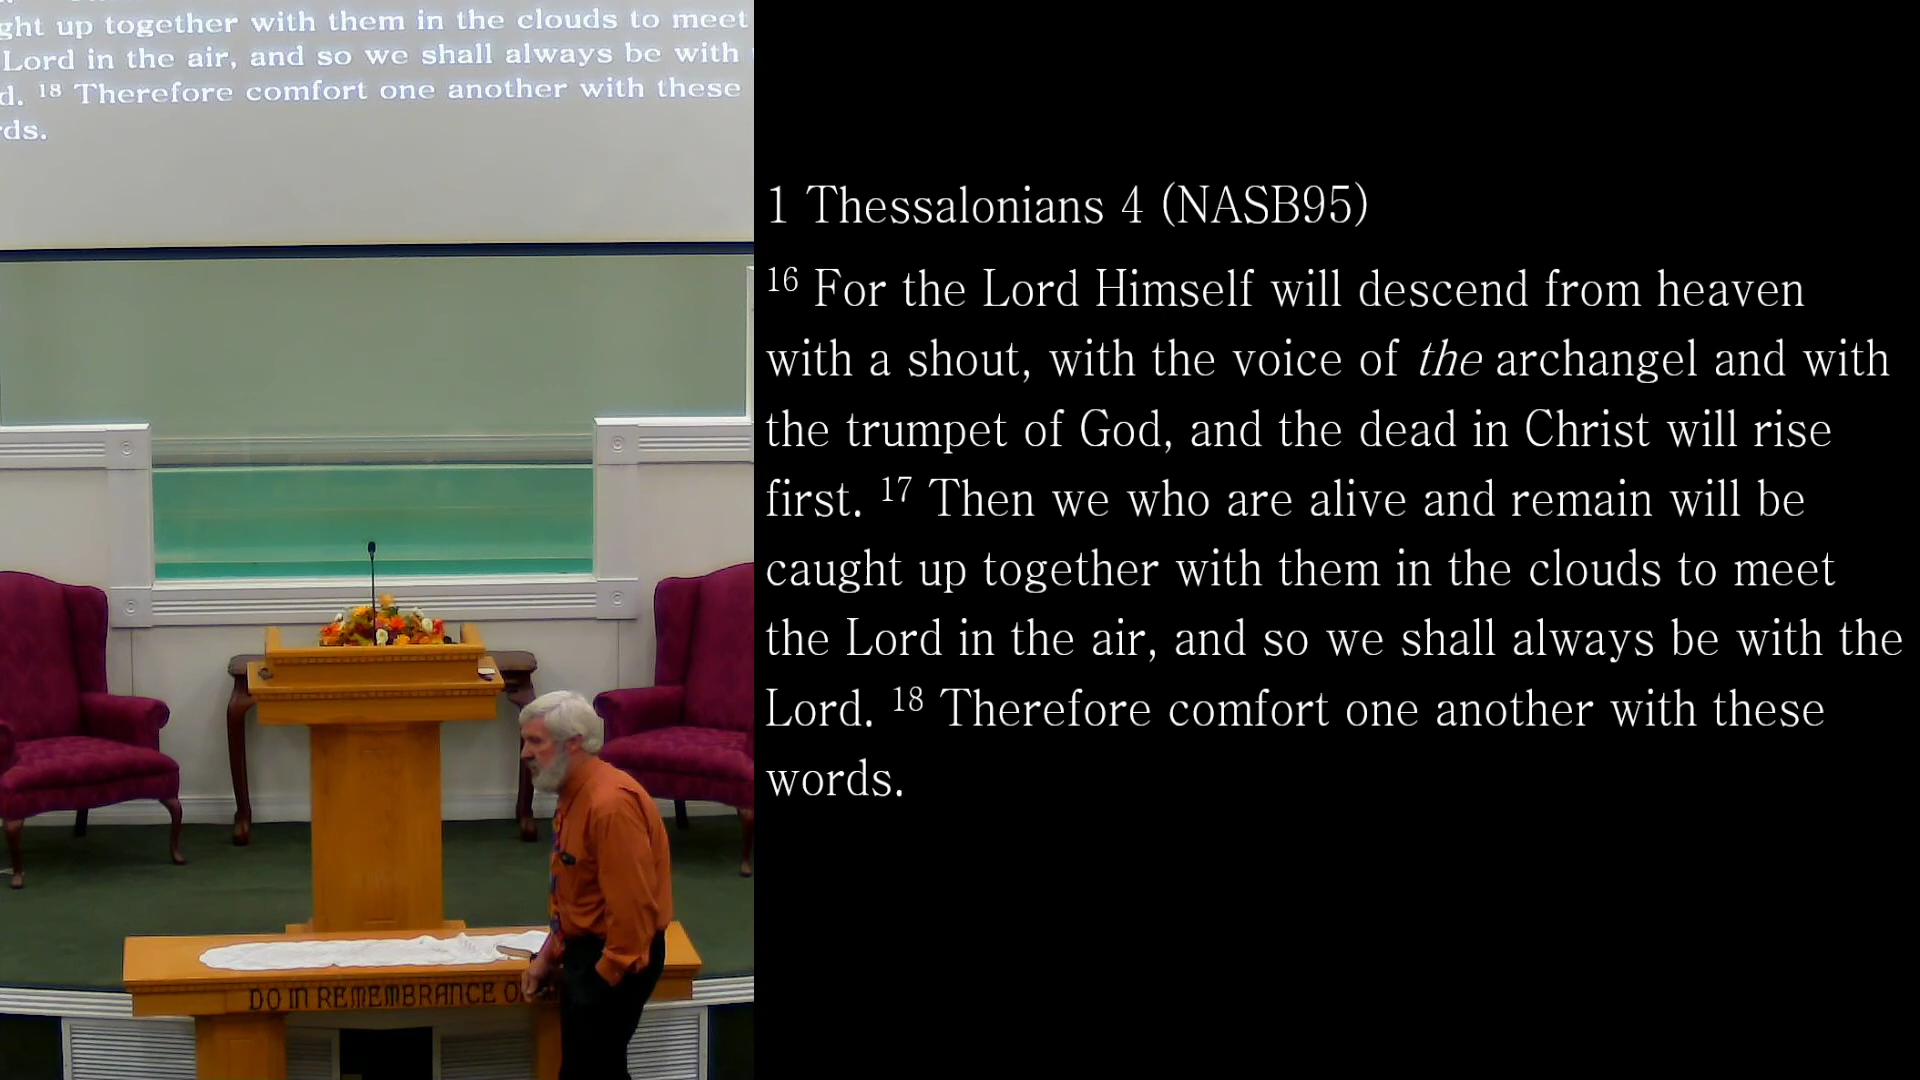 ght up together with them in the clouds to meet
Lord in the air, and so we shall always be with
d. 18 Therefore comfort one another with these
rds.
1 Thessalonians 4 (NASB95)
16 For the Lord Himself will descend from heaven
with a shout, with the voice of the archangel and with
the trumpet of God, and the dead in Christ will rise
first. 17 Then we who are alive and remain will be
caught up together with them in the clouds to meet
the Lord in the air, and so we shall always be with the
Lord. 18 Therefore comfort one another with these
words.
DO IN REMEMBRANCE O